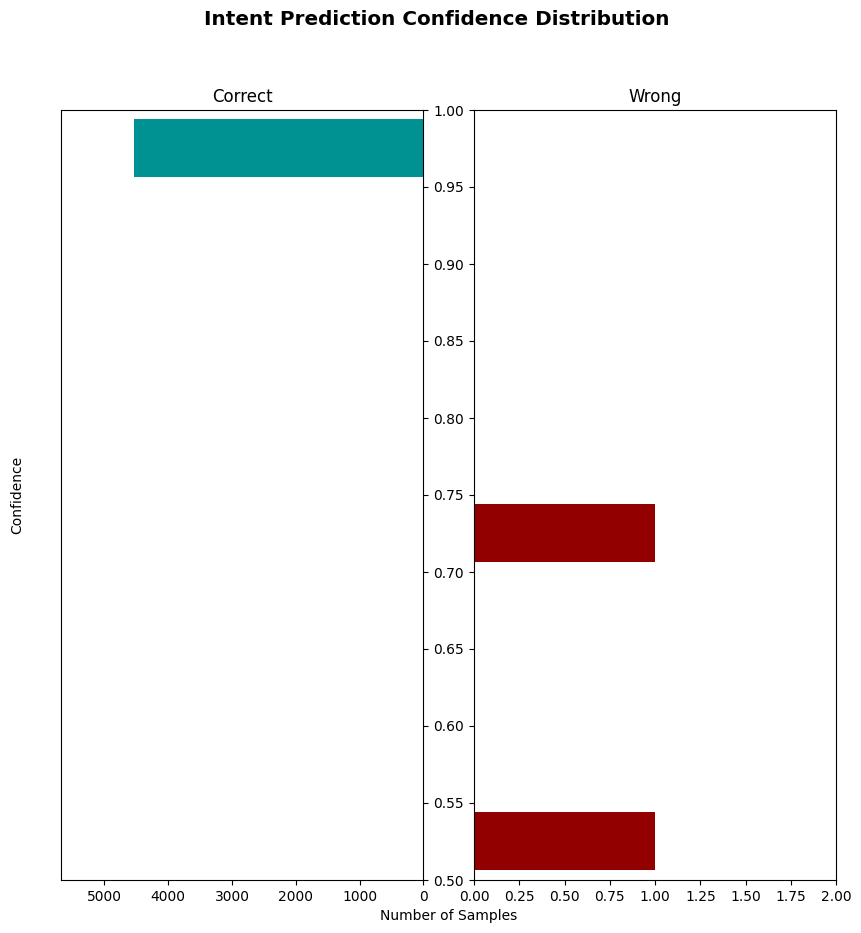 Intent Prediction Confidence Distribution
Correct
Wrong
1.00
0.95
0.90
0.85
0.80
0.75
0.70
0.65
0.60
0.55
0.50
Confidence
5000 4000 3000 2000 1000 0
0.00 0.25 0.50 0.75 1.00 1.25 1.50 1.75 2.00
Number of Samples